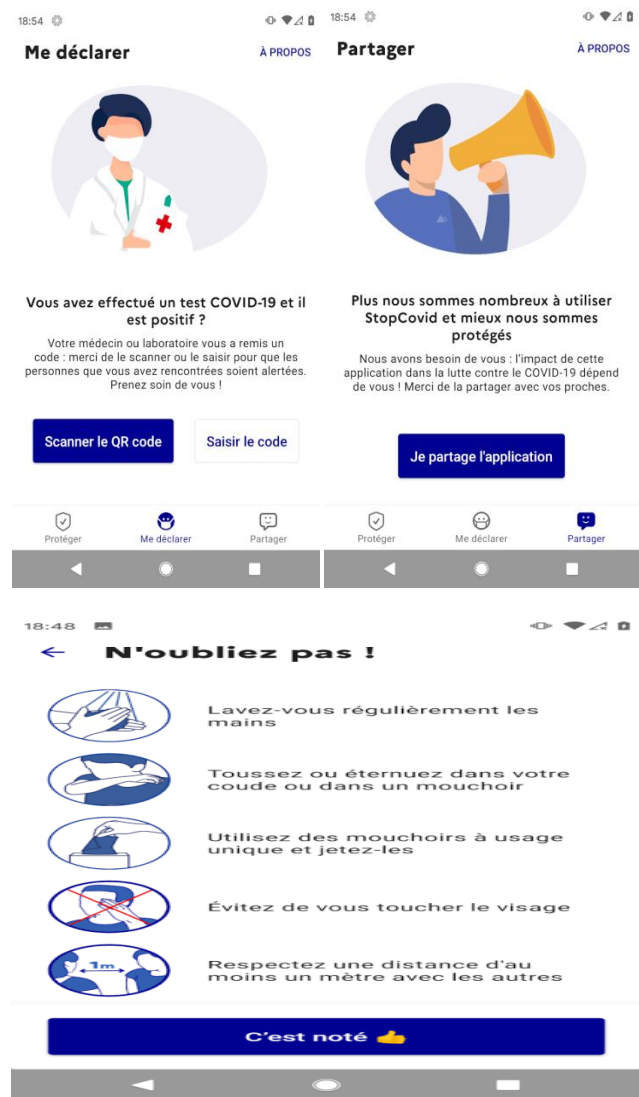 18:54
Me déclarer
À PROPOS
Vous avez effectué un test COVID-19 et il
est positif ?
Votre médecin ou laboratoire vous a remis un
code : merci de le scanner ou le saisir pour que les
personnes que vous avez rencontrées soient alertées.
Prenez soin de vous !
Scanner le QR code
Saisir le code
Protéger
Me déclarer
Partager
18:54
Partager
À PROPOS
Plus nous sommes nombreux à utiliser
StopCovid et mieux nous sommes
protégés
Nous avons besoin de vous : l'impact de cette
application dans la lutte contre le COVID-19 dépend
de vous ! Merci de la partager avec vos proches.
Je partage l'application
Protéger
Me déclarer
Partager
18:48
N'oubliez pas !
Lavez-vous régulièrement les
mains
Toussez ou éternuez dans votre
coude ou dans un mouchoir
Utilisez des mouchoirs à usage
unique et jetez-les
Évitez de vous toucher le visage
1m
Respectez une distance d'au
moins un mètre avec les autres
C'est noté 👍